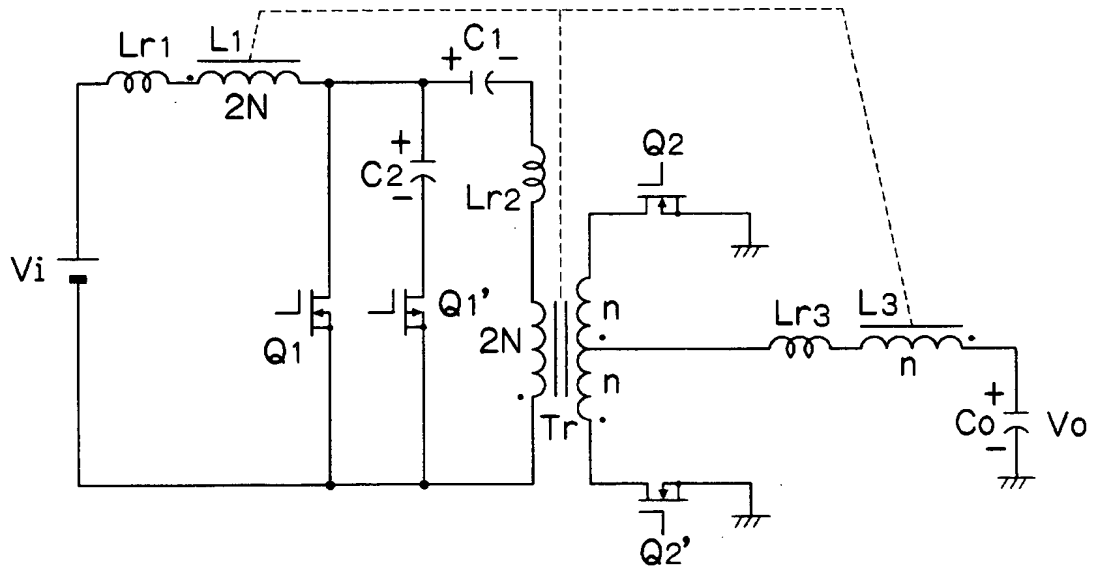 Lr1
L1
2N
+
C1
-
+
C2
-
Lr2
Q2
Vi
Q1
Q1'
2N
n
n
Tr
Lr3
L3
n
+
Co
-
Vo
Q2'